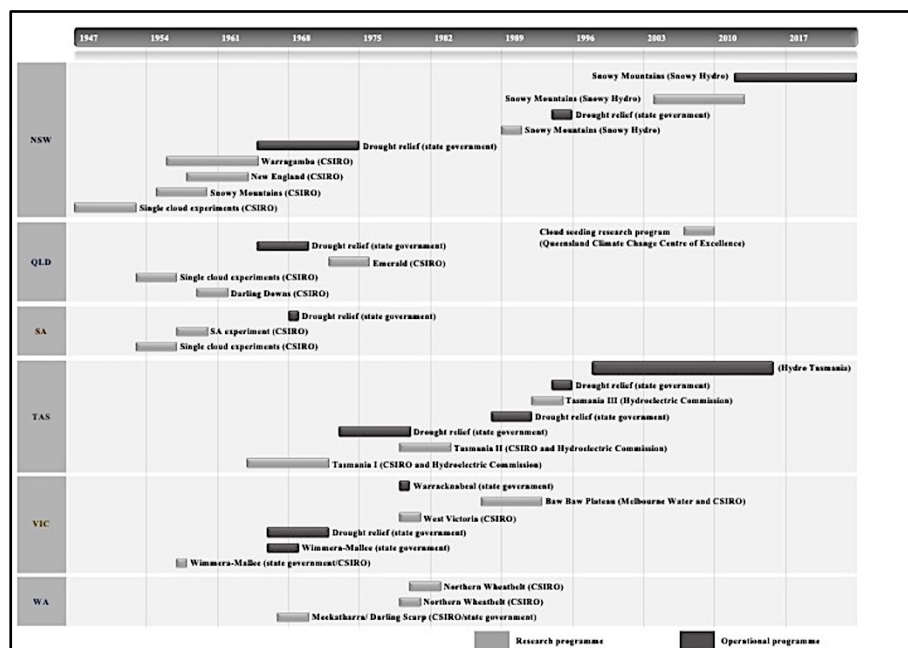 1947 1954 1961 1968 1975 1982 1989 1996 2003 2010 2017
NSW
Snowy Mountains (Snowy Hydro)
Snowy Mountains (Snowy Hydro)
Drought relief (state government)
Snowy Mountains (Snowy Hydro)
Drought relief (state government)
Warragamba (CSIRO)
New England (CSIRO)
Snowy Mountains (CSIRO)
Single cloud experiments (CSIRO)
QLD
Cloud seeding research program
(Queensland Climate Change Centre of Excellence)
Drought relief (state government)
Emerald (CSIRO)
Single cloud experiments (CSIRO)
Darling Downs (CSIRO)
SA
Drought relief (state government)
SA experiment (CSIRO)
Single cloud experiments (CSIRO)
TAS
(Hydro Tasmania)
Drought relief (state government)
Tasmania III (Hydroelectric Commission)
Drought relief (state government)
Drought relief (state government)
Tasmania II (CSIRO and Hydroelectric Commission)
Tasmania I (CSIRO and Hydroelectric Commission)
VIC
Warracknabeal (state government)
Baw Baw Plateau (Melbourne Water and CSIRO)
West Victoria (CSIRO)
Drought relief (state government)
Wimmera-Mallee (state government)
Wimmera-Mallee (state government/CSIRO)
WA
Northern Wheatbelt (CSIRO)
Northern Wheatbelt (CSIRO)
Meekatharra/ Darling Scarp (CSIRO/state government)
Research programme Operational programme